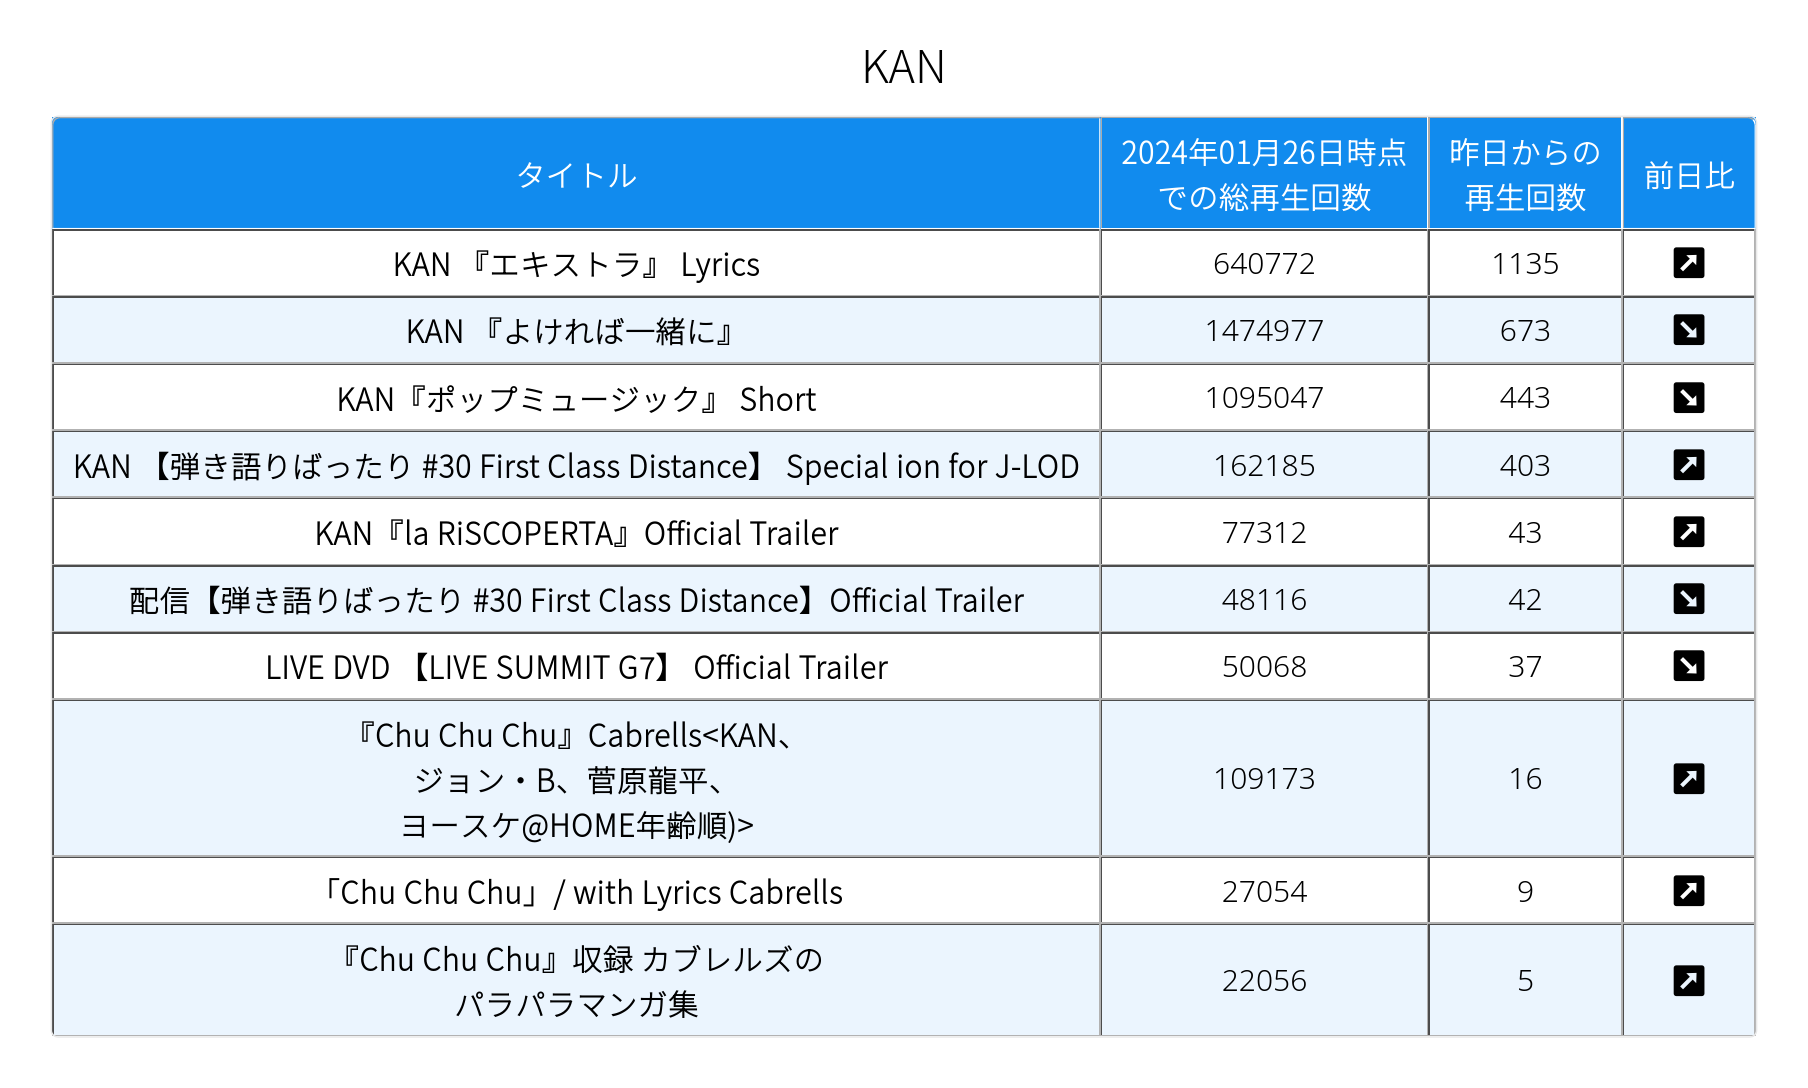 KAN
タイトル
2024年01月26日時点
での総再生回数
昨日からの
再生回数
前日比
KAN 『エキストラ』 Lyrics
640772
1135
KAN 『よければ一緒に』
1474977
673
KAN『ポップミュージック』 Short
1095047
443
KAN 【弾き語りばったり #30 First Class Distance】 Special ion for J-LOD
162185
403
KAN『la RiSCOPERTA』Official Trailer
77312
43
配信【弾き語りばったり #30 First Class Distance】Official Trailer
48116
42
LIVE DVD 【LIVE SUMMIT G7】 Official Trailer
50068
37
『Chu Chu Chu』Cabrells<KAN、
ジョン・B、菅原龍平、
ヨースケ@HOME年齢順)>
109173
16
「Chu Chu Chu」/ with Lyrics Cabrells
27054
9
『Chu Chu Chu』収録 カブレルズの
パラパラマンガ集
22056
5